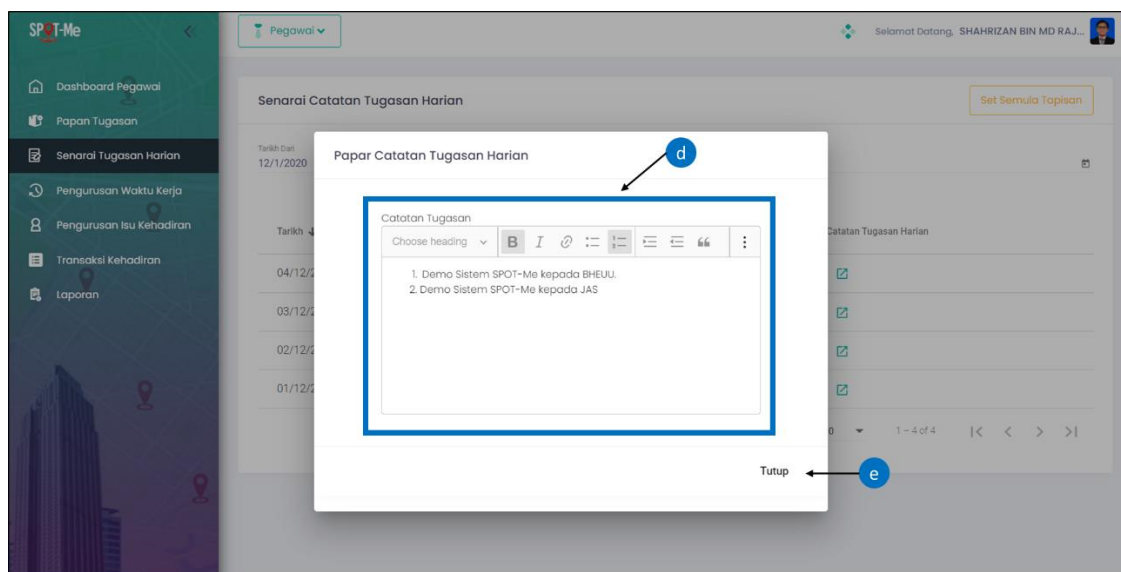 SPOT-Me
Pegawai
Selamat Datang, SHAHRIZAN BIN MD RAJ...
Dashboard Pegawai
Papan Tugasan
Senarai Tugasan Harian
Pengurusan Waktu Kerja
Pengurusan Isu Kehadiran
Transaksi Kehadiran
Laporan
Senarai Catatan Tugasan Harian
Set Semula Tapisan
Tarikh Dari
12/1/2020
Papar Catatan Tugasan Harian
d
Catatan Tugasan
Choose heading B I
1. Demo Sistem SPOT-Me kepada BHEUU.
2. Demo Sistem SPOT-Me kepada JAS
Tarikh
Catatan Tugasan Harian
04/12/2
03/12/2
02/12/2
01/12/2
0
1 – 4 of 4
Tutup
e